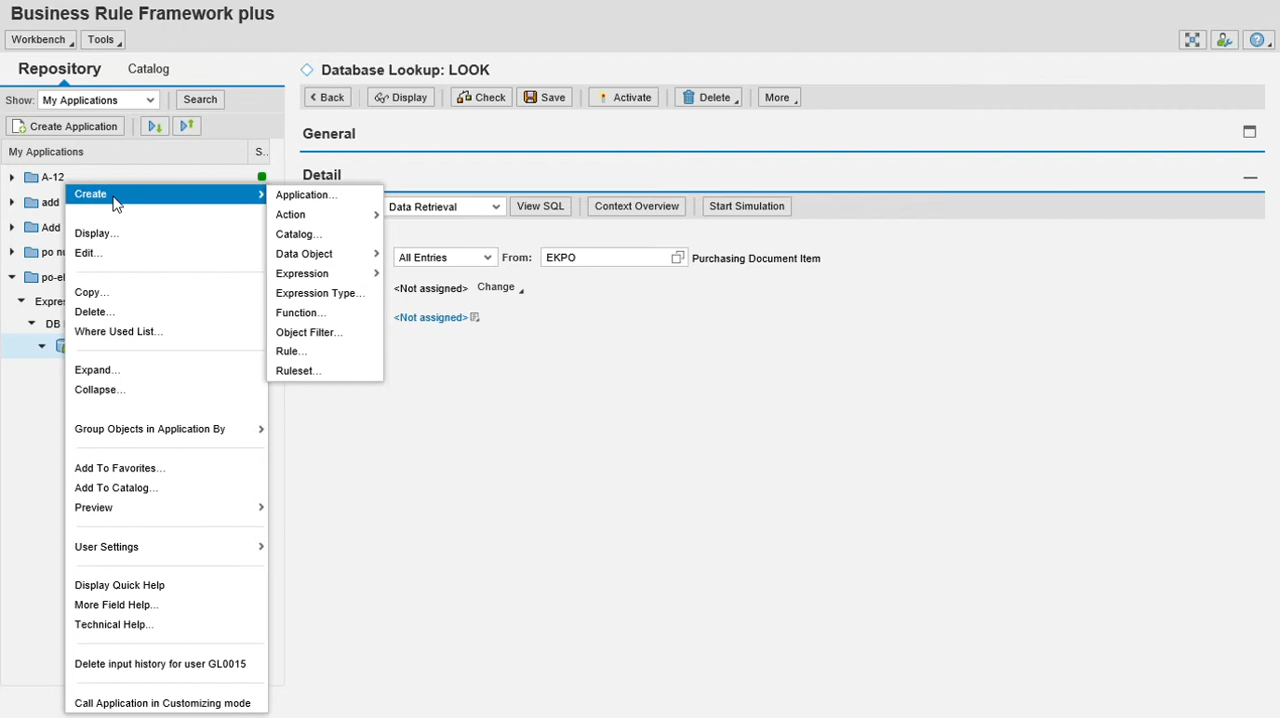 Business Rule Framework plus
Workbench Tools
Repository Catalog
Show: My Applications Search
Create Application
My Applications S..
A-12
add
Add
po nu
po-el
Expres
DB
Create
Display...
Edit...
Copy...
Delete...
Where Used List...
Expand...
Collapse...
Group Objects in Application By
Add To Favorites...
Add To Catalog...
Preview
User Settings
Display Quick Help
More Field Help...
Technical Help...
Delete input history for user GL0015
Call Application in Customizing mode
Application...
Action
Catalog...
Data Object
Expression
Expression Type...
Function...
Object Filter...
Rule...
Ruleset...
Database Lookup: LOOK
Back Display Check Save Activate Delete More
General
Detail
Data Retrieval View SQL Context Overview Start Simulation
All Entries From: EKPO Purchasing Document Item
<Not assigned> Change
<Not assigned>